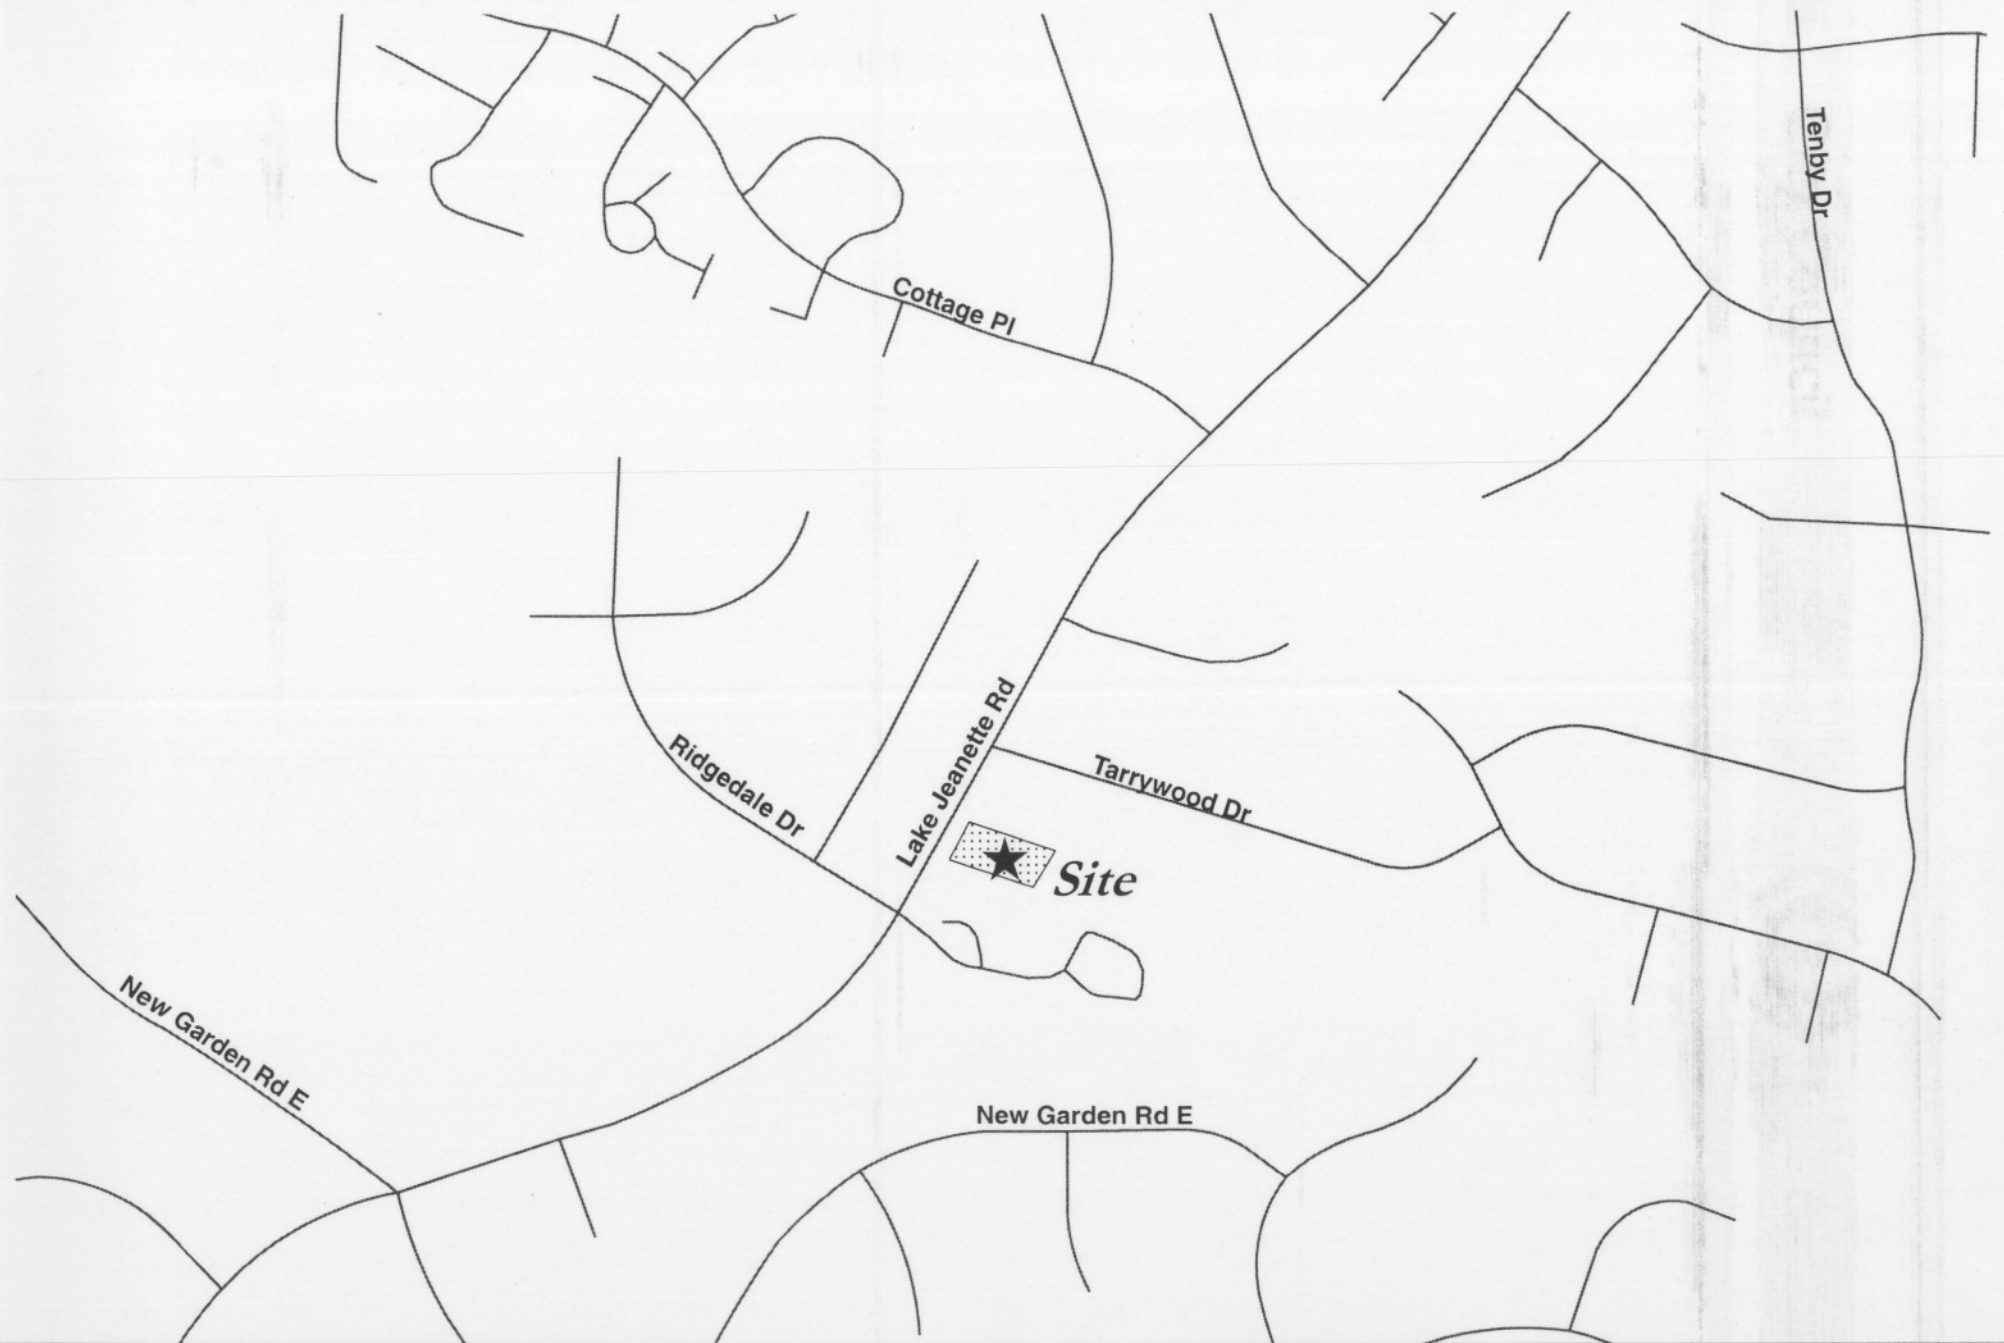 Tenby Dr
Cottage Pl
Lake Jeanette Rd
Ridgedale Dr
Tarrywood Dr
Site
New Garden Rd E
New Garden Rd E